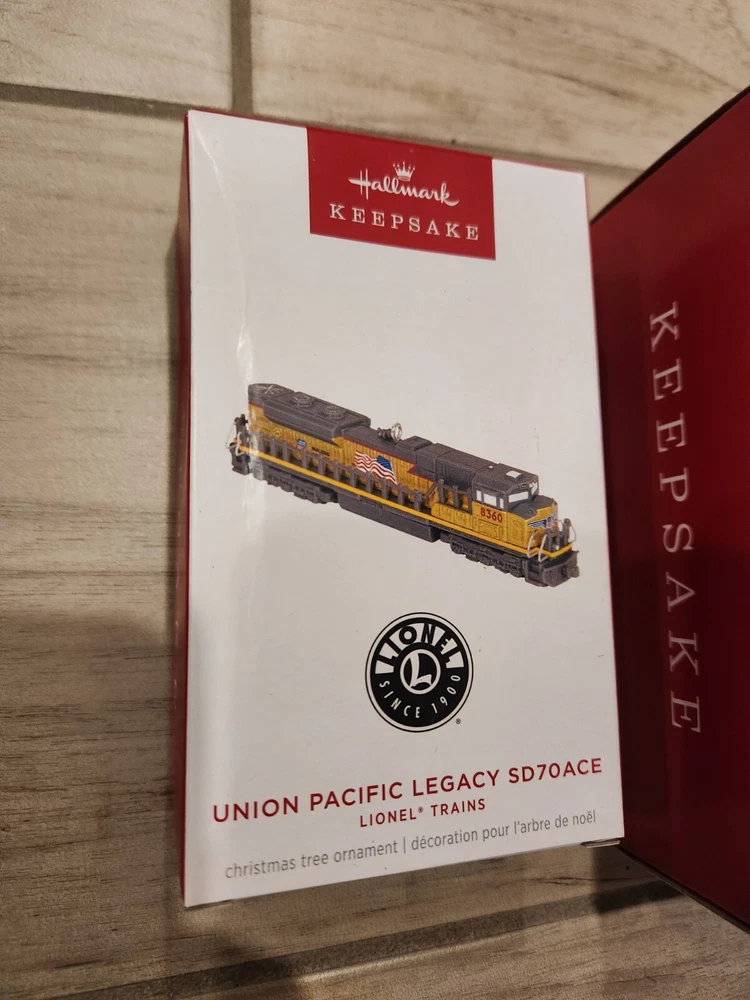 Hallmark
KEEPSAKE
8360
LIONEL
L
SINCE 1900
®
UNION PACIFIC LEGACY SD70ACE
LIONEL® TRAINS
christmas tree ornament | décoration pour l'arbre de noël
KEEPSAKE